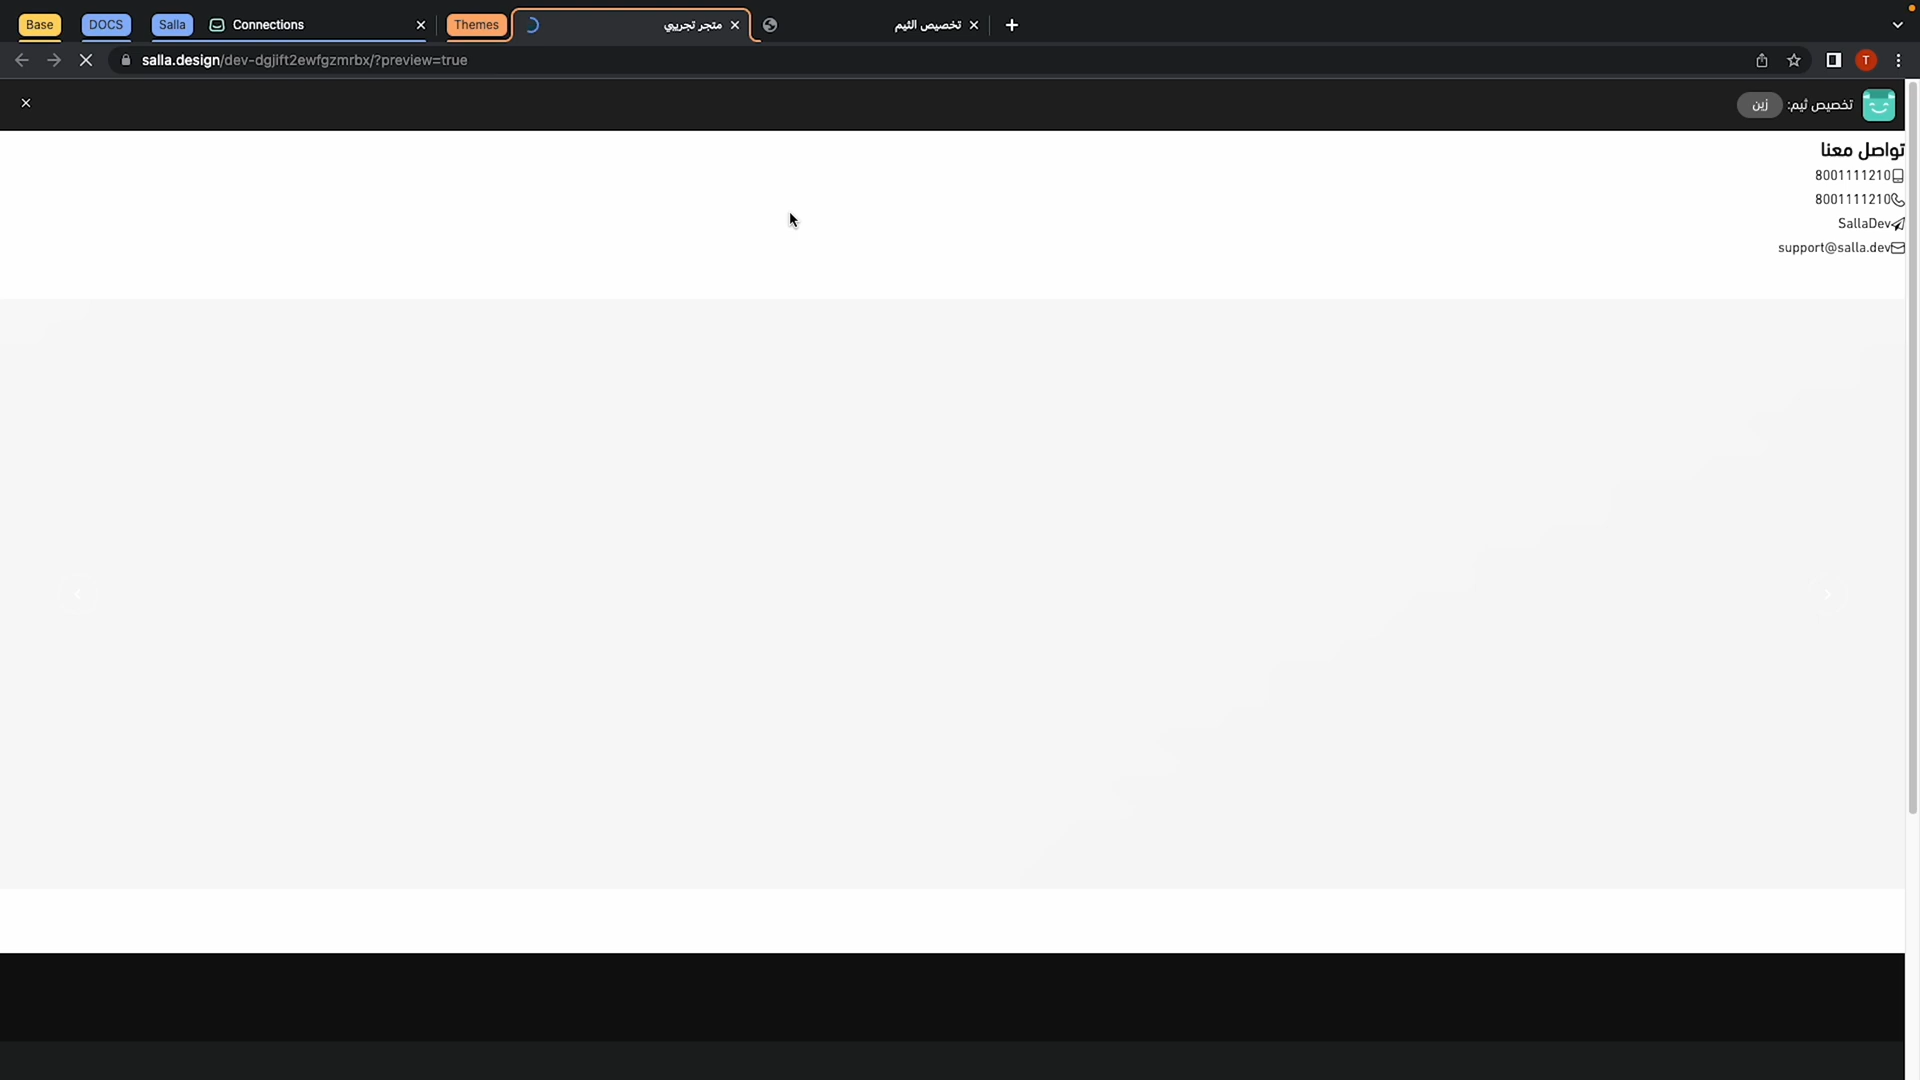 Base
DOCS
Salla
Connections
Themes
متجر تجريبي
تخصيص الثيم
salla.design/dev-dgjift2ewfgzmrbx/?preview=true
T
تخصيص ثيم: زين
تواصل معنا
8001111210
8001111210
SallaDev
support@salla.dev